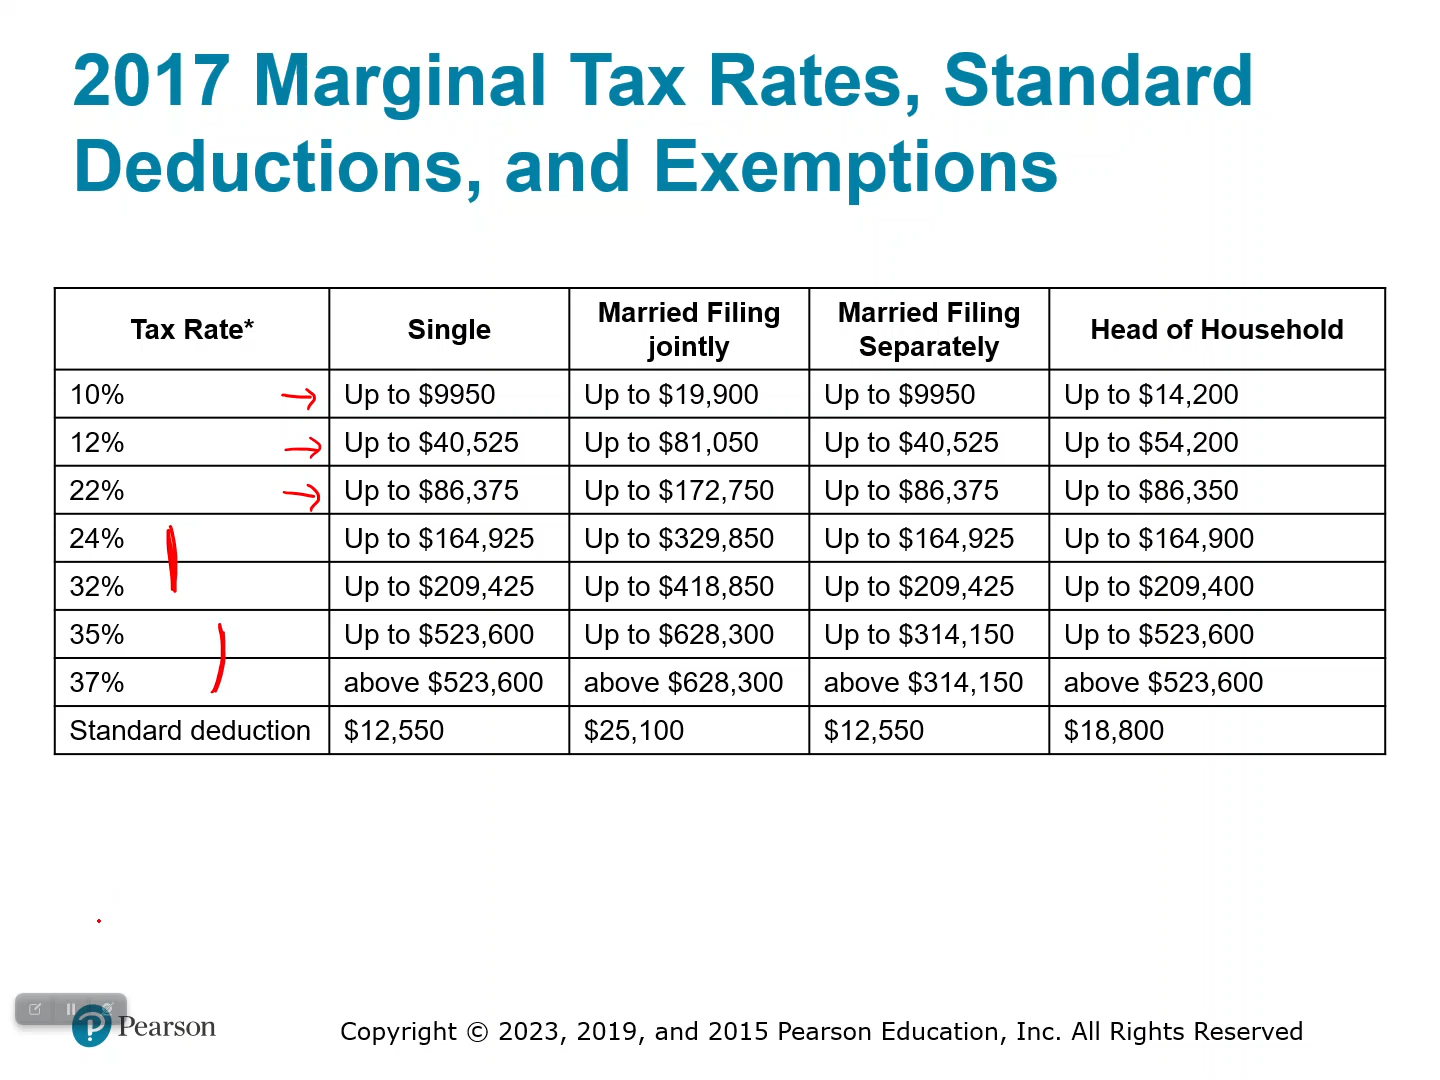 2017 Marginal Tax Rates, Standard
Deductions, and Exemptions
Tax Rate* Single Married Filing jointly Married Filing Separately Head of Household
10% Up to $9950 Up to $19,900 Up to $9950 Up to $14,200
12% Up to $40,525 Up to $81,050 Up to $40,525 Up to $54,200
22% Up to $86,375 Up to $172,750 Up to $86,375 Up to $86,350
24% Up to $164,925 Up to $329,850 Up to $164,925 Up to $164,900
32% Up to $209,425 Up to $418,850 Up to $209,425 Up to $209,400
35% Up to $523,600 Up to $628,300 Up to $314,150 Up to $523,600
37% above $523,600 above $628,300 above $314,150 above $523,600
Standard deduction $12,550 $25,100 $12,550 $18,800
Pearson
Copyright © 2023, 2019, and 2015 Pearson Education, Inc. All Rights Reserved